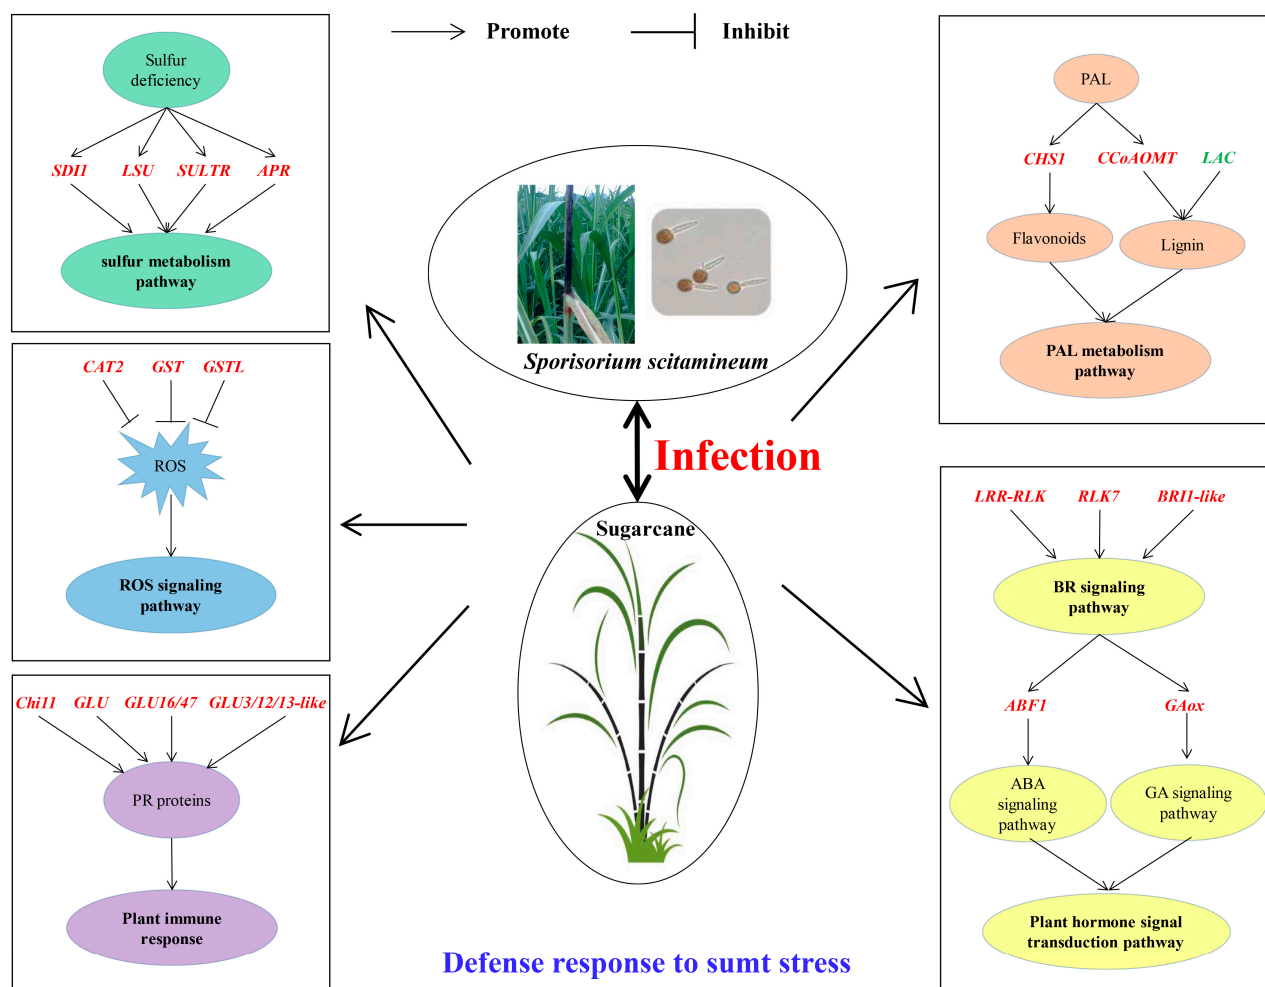 Promote
Inhibit
Sulfur
deficiency
SDI1 LSU SULTR APR
sulfur metabolism
pathway
CAT2 GST GSTL
ROS
ROS signaling
pathway
Chi11 GLU GLU16/47 GLU3/12/13-like
PR proteins
Plant immune
response
Sporisorium scitamineum
Infection
Sugarcane
Defense response to sumt stress
PAL
CHS1 CCoAOMT LAC
Flavonoids
Lignin
PAL metabolism
pathway
LRR-RLK RLK7 BRI1-like
BR signaling
pathway
ABF1 GAox
ABA
signaling
pathway
GA signaling
pathway
Plant hormone signal
transduction pathway